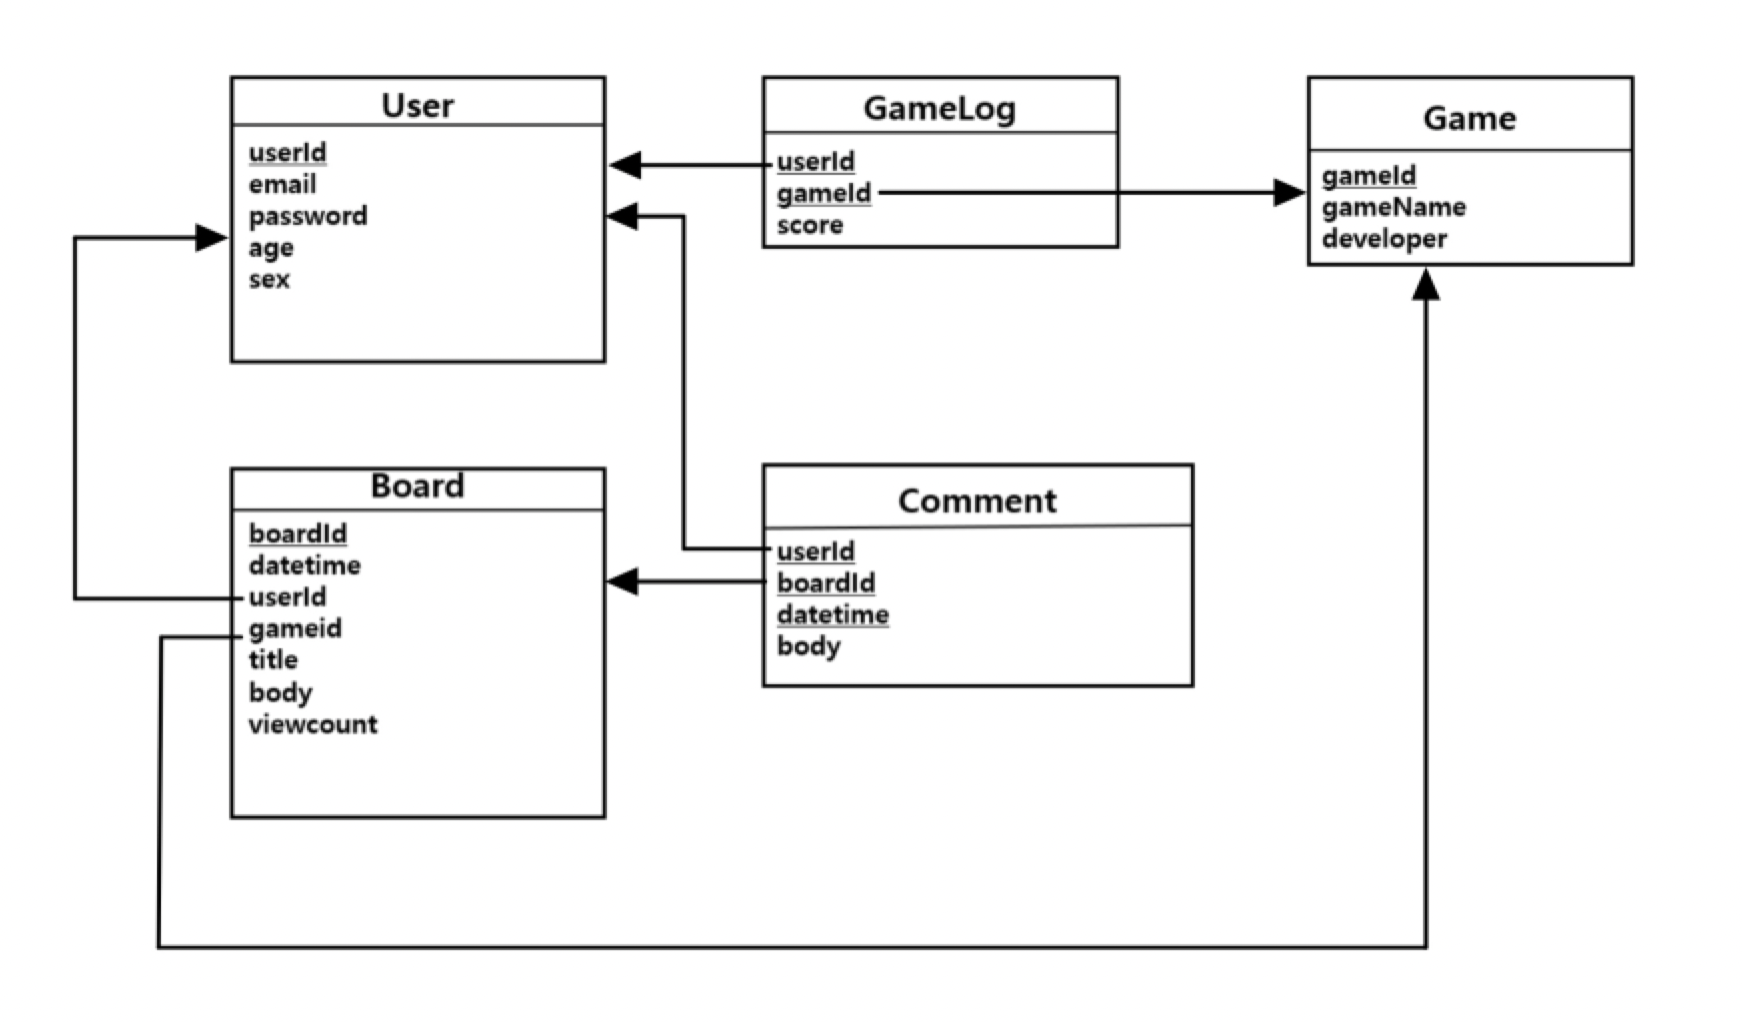 User
userId
email
password
age
sex
GameLog
userId
gameId
score
Game
gameId
gameName
developer
Board
boardId
datetime
userId
gameid
title
body
viewcount
Comment
userId
boardId
datetime
body